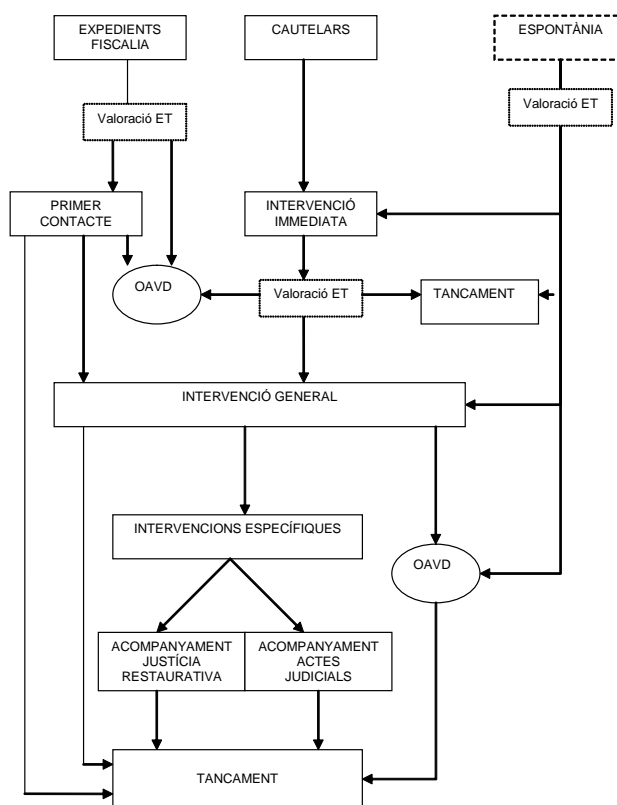 EXPEDIENTS
FISCALIA
CAUTELARS
ESPONTÀNIA
Valoració ET
Valoració ET
PRIMER
CONTACTE
INTERVENCIÓ
IMMEDIATA
OAVD
Valoració ET
TANCAMENT
INTERVENCIÓ GENERAL
INTERVENCIONS ESPECÍFIQUES
OAVD
ACOMPANYAMENT
JUSTÍCIA
RESTAURATIVA
ACOMPANYAMENT
ACTES
JUDICIALS
TANCAMENT